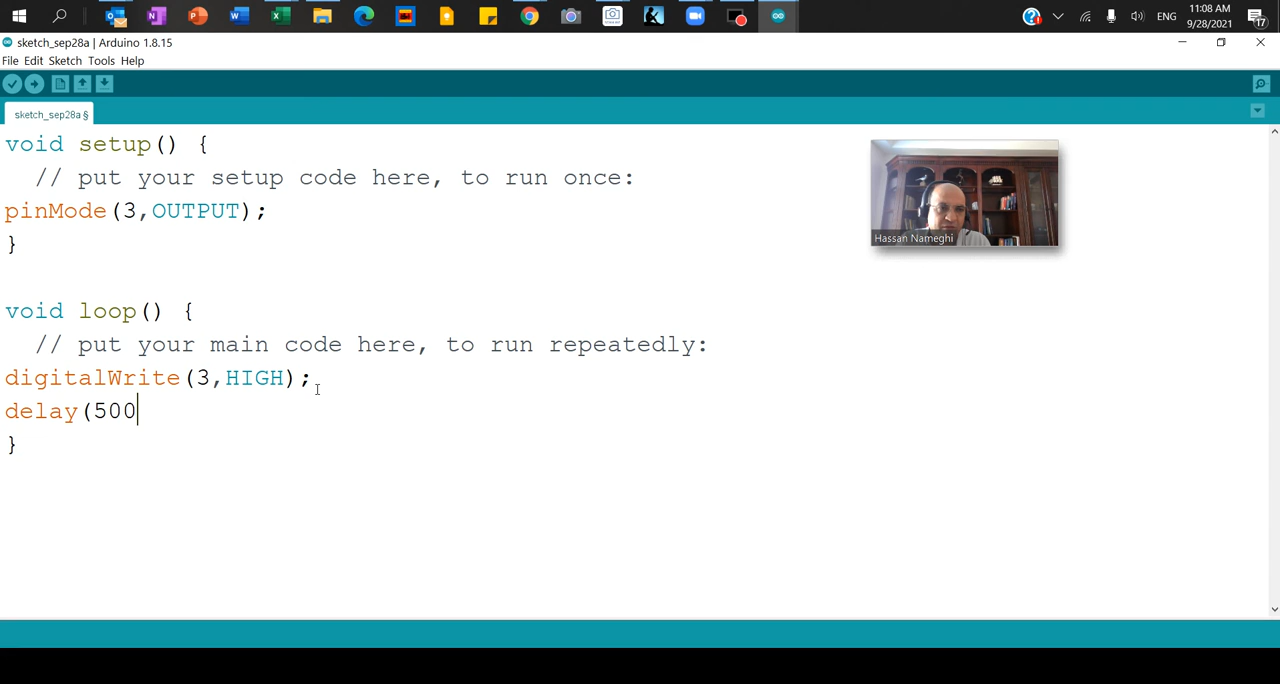 ENG
11:08 AM
9/28/2021
17
sketch_sep28a | Arduino 1.8.15
File Edit Sketch Tools Help
sketch_sep28a §
void setup() {
// put your setup code here, to run once:
pinMode(3,OUTPUT);
}
void loop() {
// put your main code here, to run repeatedly:
digitalWrite(3,HIGH);
delay(500
}
Hassan Nameghi